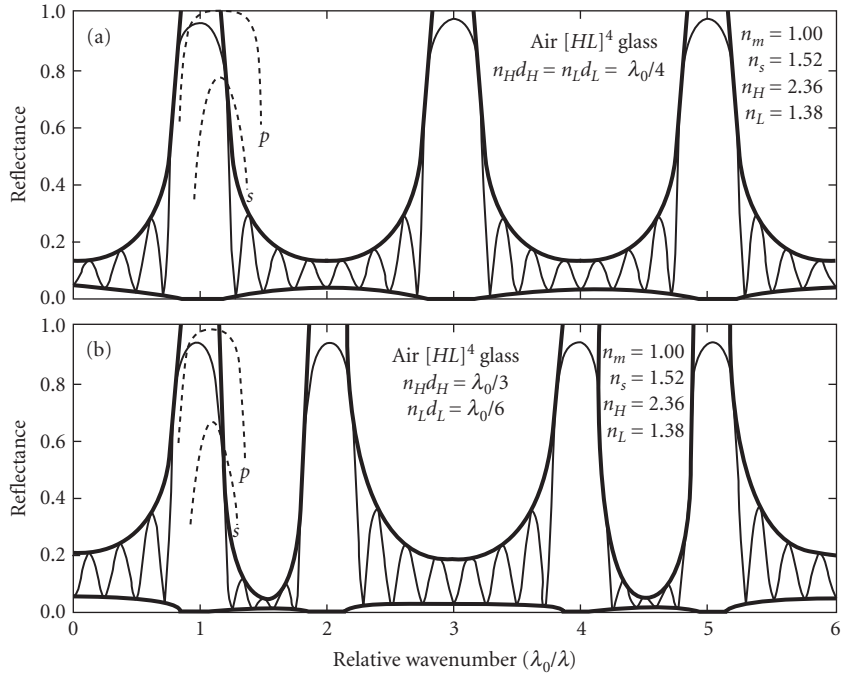 (a)
Air [HL]⁴ glass
n_H d_H = n_L d_L = λ₀/4
n_m = 1.00
n_s = 1.52
n_H = 2.36
n_L = 1.38
1.0
0.8
0.6
0.4
0.2
0.0
Reflectance
p
s
(b)
Air [HL]⁴ glass
n_H d_H = λ₀/3
n_L d_L = λ₀/6
n_m = 1.00
n_s = 1.52
n_H = 2.36
n_L = 1.38
1.0
0.8
0.6
0.4
0.2
0.0
Reflectance
p
s
0 1 2 3 4 5 6
Relative wavenumber (λ₀/λ)